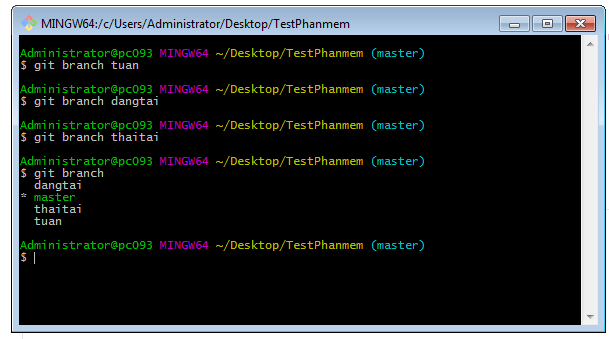 MINGW64:/c/Users/Administrator/Desktop/TestPhanmem
Administrator@pc093 MINGW64 ~/Desktop/TestPhanmem (master)
$ git branch tuan
Administrator@pc093 MINGW64 ~/Desktop/TestPhanmem (master)
$ git branch dangtai
Administrator@pc093 MINGW64 ~/Desktop/TestPhanmem (master)
$ git branch thaitai
Administrator@pc093 MINGW64 ~/Desktop/TestPhanmem (master)
$ git branch
dangtai
* master
thaitai
tuan
Administrator@pc093 MINGW64 ~/Desktop/TestPhanmem (master)
$